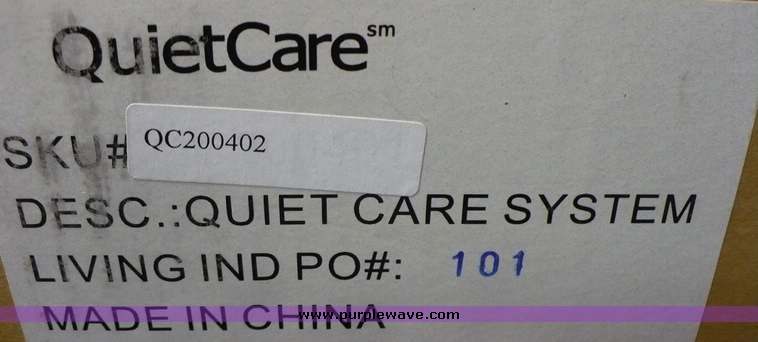 QuietCare℠
SKU# QC200402
DESC.:QUIET CARE SYSTEM
LIVING IND PO#: 101
MADE IN CHINA
www.purplewave.com